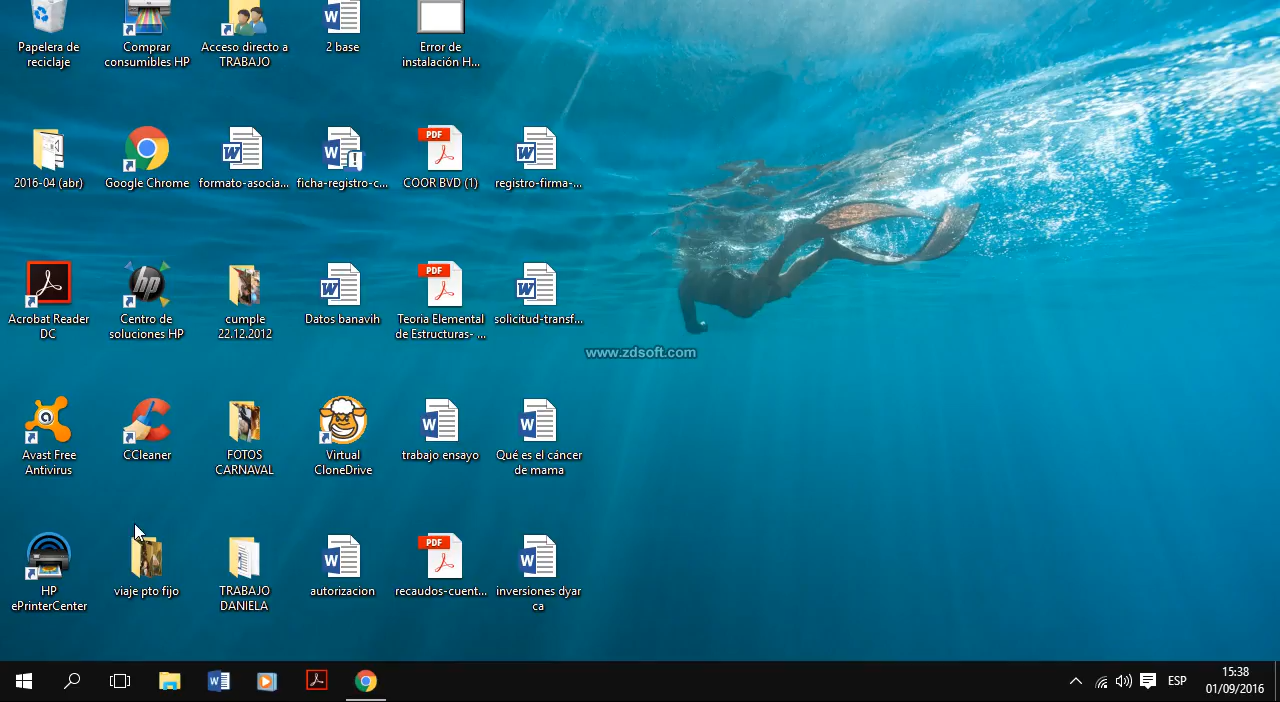 Papelera de
reciclaje
Comprar
consumibles HP
Acceso directo a
TRABAJO
2 base
Error de
instalación H...
2016-04 (abr)
Google Chrome
formato-asocia...
ficha-registro-c...
PDF
COOR BVD (1)
registro-firma-...
Acrobat Reader
DC
hp
Centro de
soluciones HP
cumple
22.12.2012
Datos banavih
PDF
Teoria Elemental
de Estructuras- ...
solicitud-transf...
www.zdsoft.com
Avast Free
Antivirus
CCleaner
FOTOS
CARNAVAL
Virtual
CloneDrive
trabajo ensayo
Qué es el cáncer
de mama
HP
ePrinterCenter
viaje pto fijo
TRABAJO
DANIELA
autorizacion
PDF
recaudos-cuent...
inversiones dyar
ca
ESP
15:38
01/09/2016